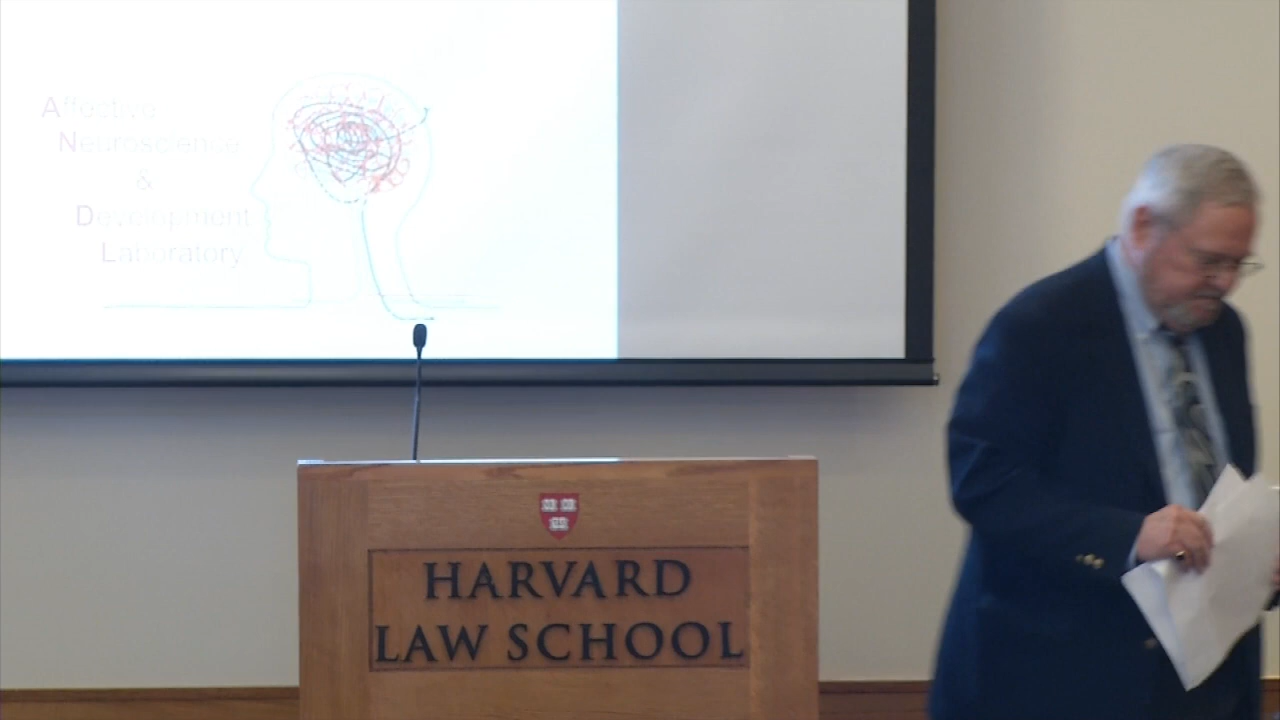 Affective
Neuroscience
&
Development
Laboratory
HARVARD
LAW SCHOOL